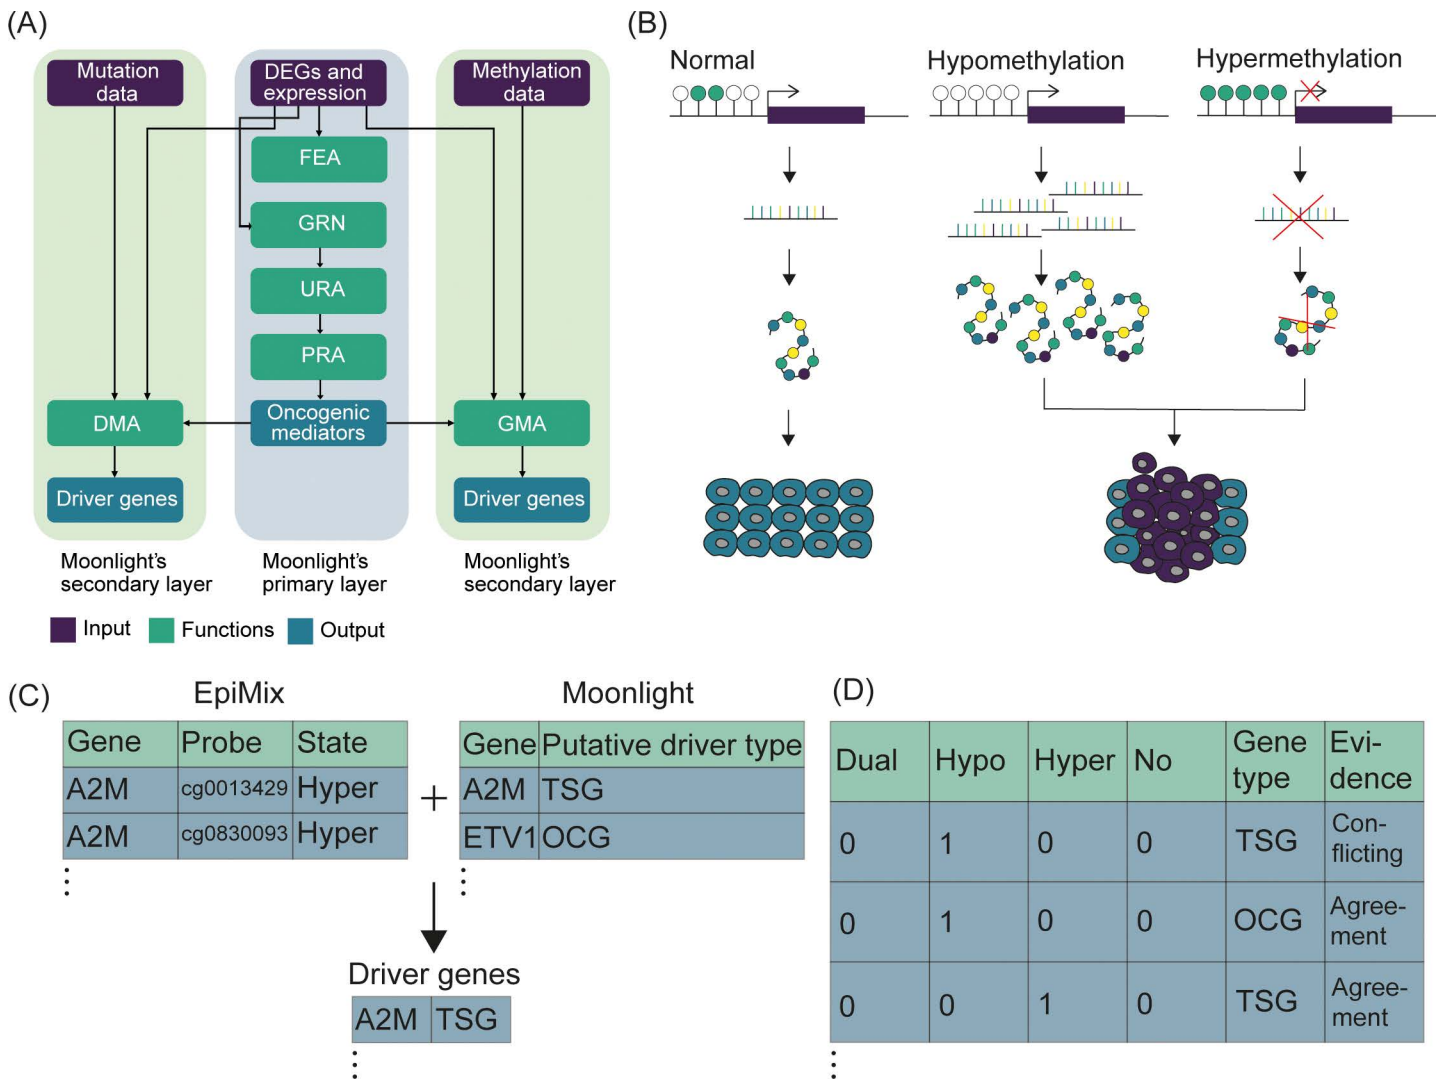 (A)
Mutation
data
DEGs and
expression
Methylation
data
FEA
GRN
URA
PRA
DMA
Oncogenic
mediators
GMA
Driver genes
Driver genes
Moonlight's
secondary layer
Moonlight's
primary layer
Moonlight's
secondary layer
Input
Functions
Output
(B)
Normal
Hypomethylation
Hypermethylation
(C)
EpiMix
Moonlight
Gene Probe State
A2M cg0013429 Hyper
A2M cg0830093 Hyper
+
Gene Putative driver type
A2M TSG
ETV1 OCG
Driver genes
A2M TSG
(D)
Dual Hypo Hyper No Gene type Evi-dence
0 1 0 0 TSG Con-flicting
0 1 0 0 OCG Agree-ment
0 0 1 0 TSG Agree-ment